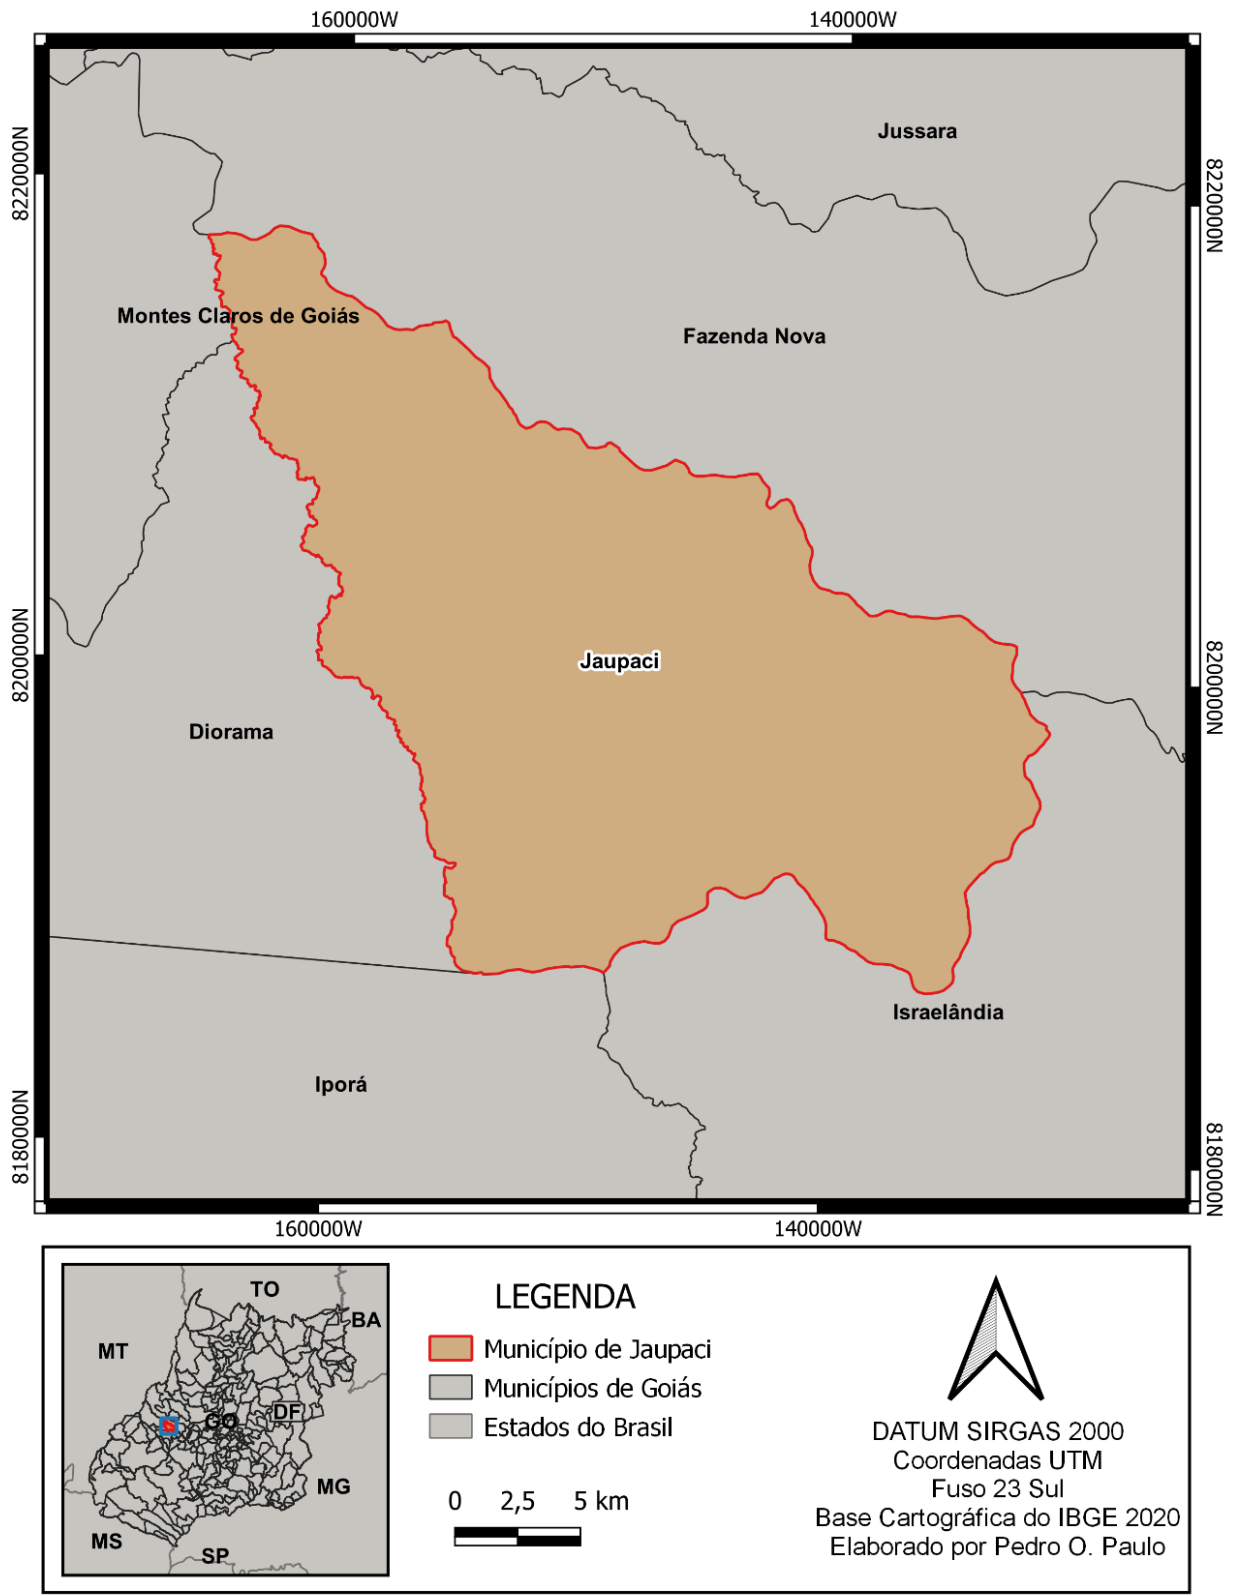 160000W
140000W
8220000N
8220000N
Jussara
Montes Claros de Goiás
Fazenda Nova
8200000N
8200000N
Jaupaci
Diorama
Israelândia
Iporá
8180000N
8180000N
160000W
140000W
TO
BA
MT
GO
DF
MG
MS
SP
LEGENDA
Município de Jaupaci
Municípios de Goiás
Estados do Brasil
0 2,5 5 km
DATUM SIRGAS 2000
Coordenadas UTM
Fuso 23 Sul
Base Cartográfica do IBGE 2020
Elaborado por Pedro O. Paulo